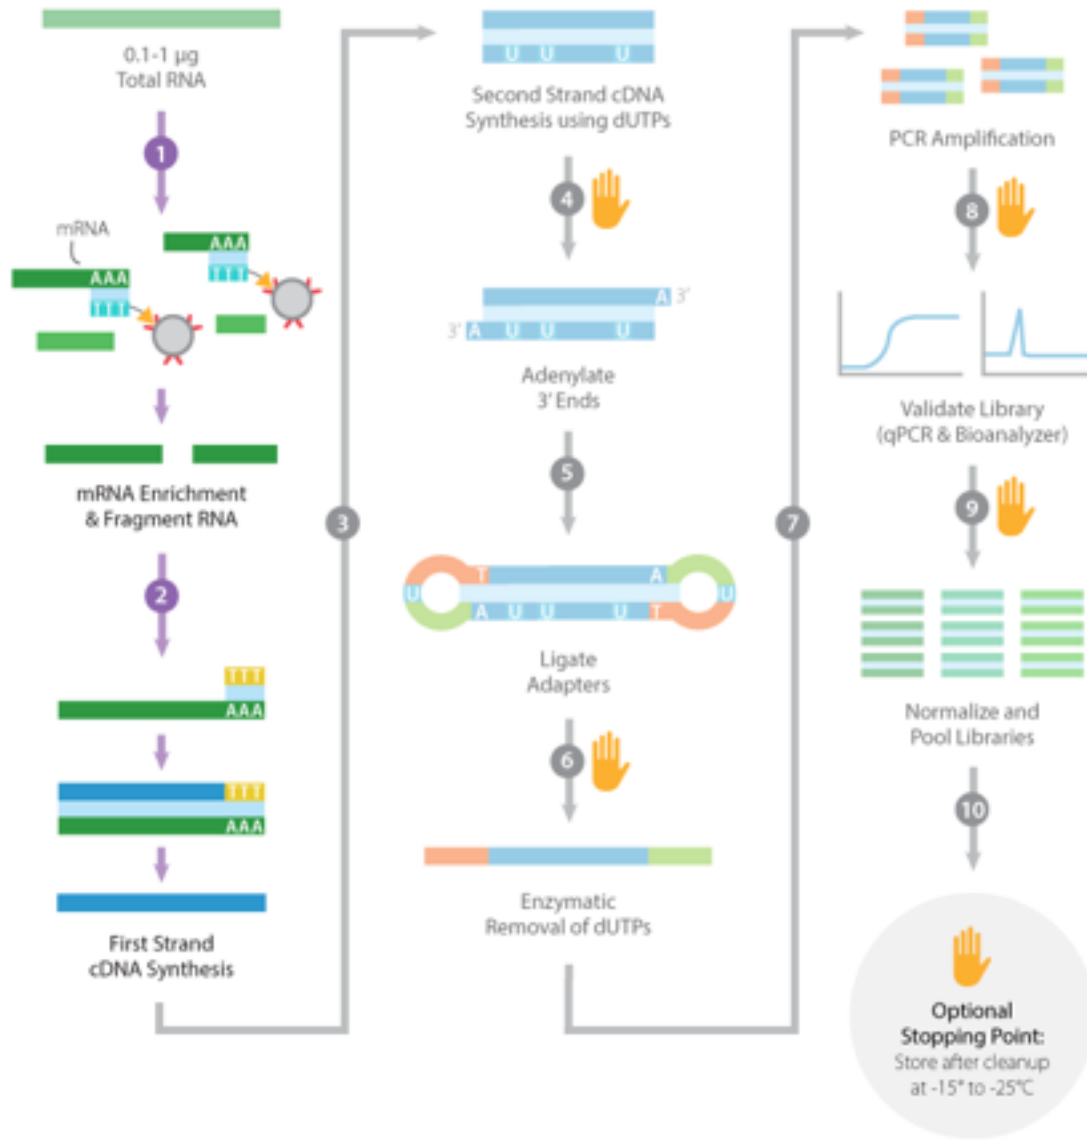 0.1-1 µg
Total RNA
1
mRNA
AAA
TTT
AAA
TTT
mRNA Enrichment
& Fragment RNA
2
TTT
AAA
TTT
AAA
First Strand
cDNA Synthesis
3
U U U
Second Strand cDNA
Synthesis using dUTPs
4
A 3'
3' A U U U
Adenylate
3' Ends
5
T A
U U
A U U U T
Ligate
Adapters
6
Enzymatic
Removal of dUTPs
7
PCR Amplification
8
Validate Library
(qPCR & Bioanalyzer)
9
Normalize and
Pool Libraries
10
Optional
Stopping Point:
Store after cleanup
at -15° to -25°C